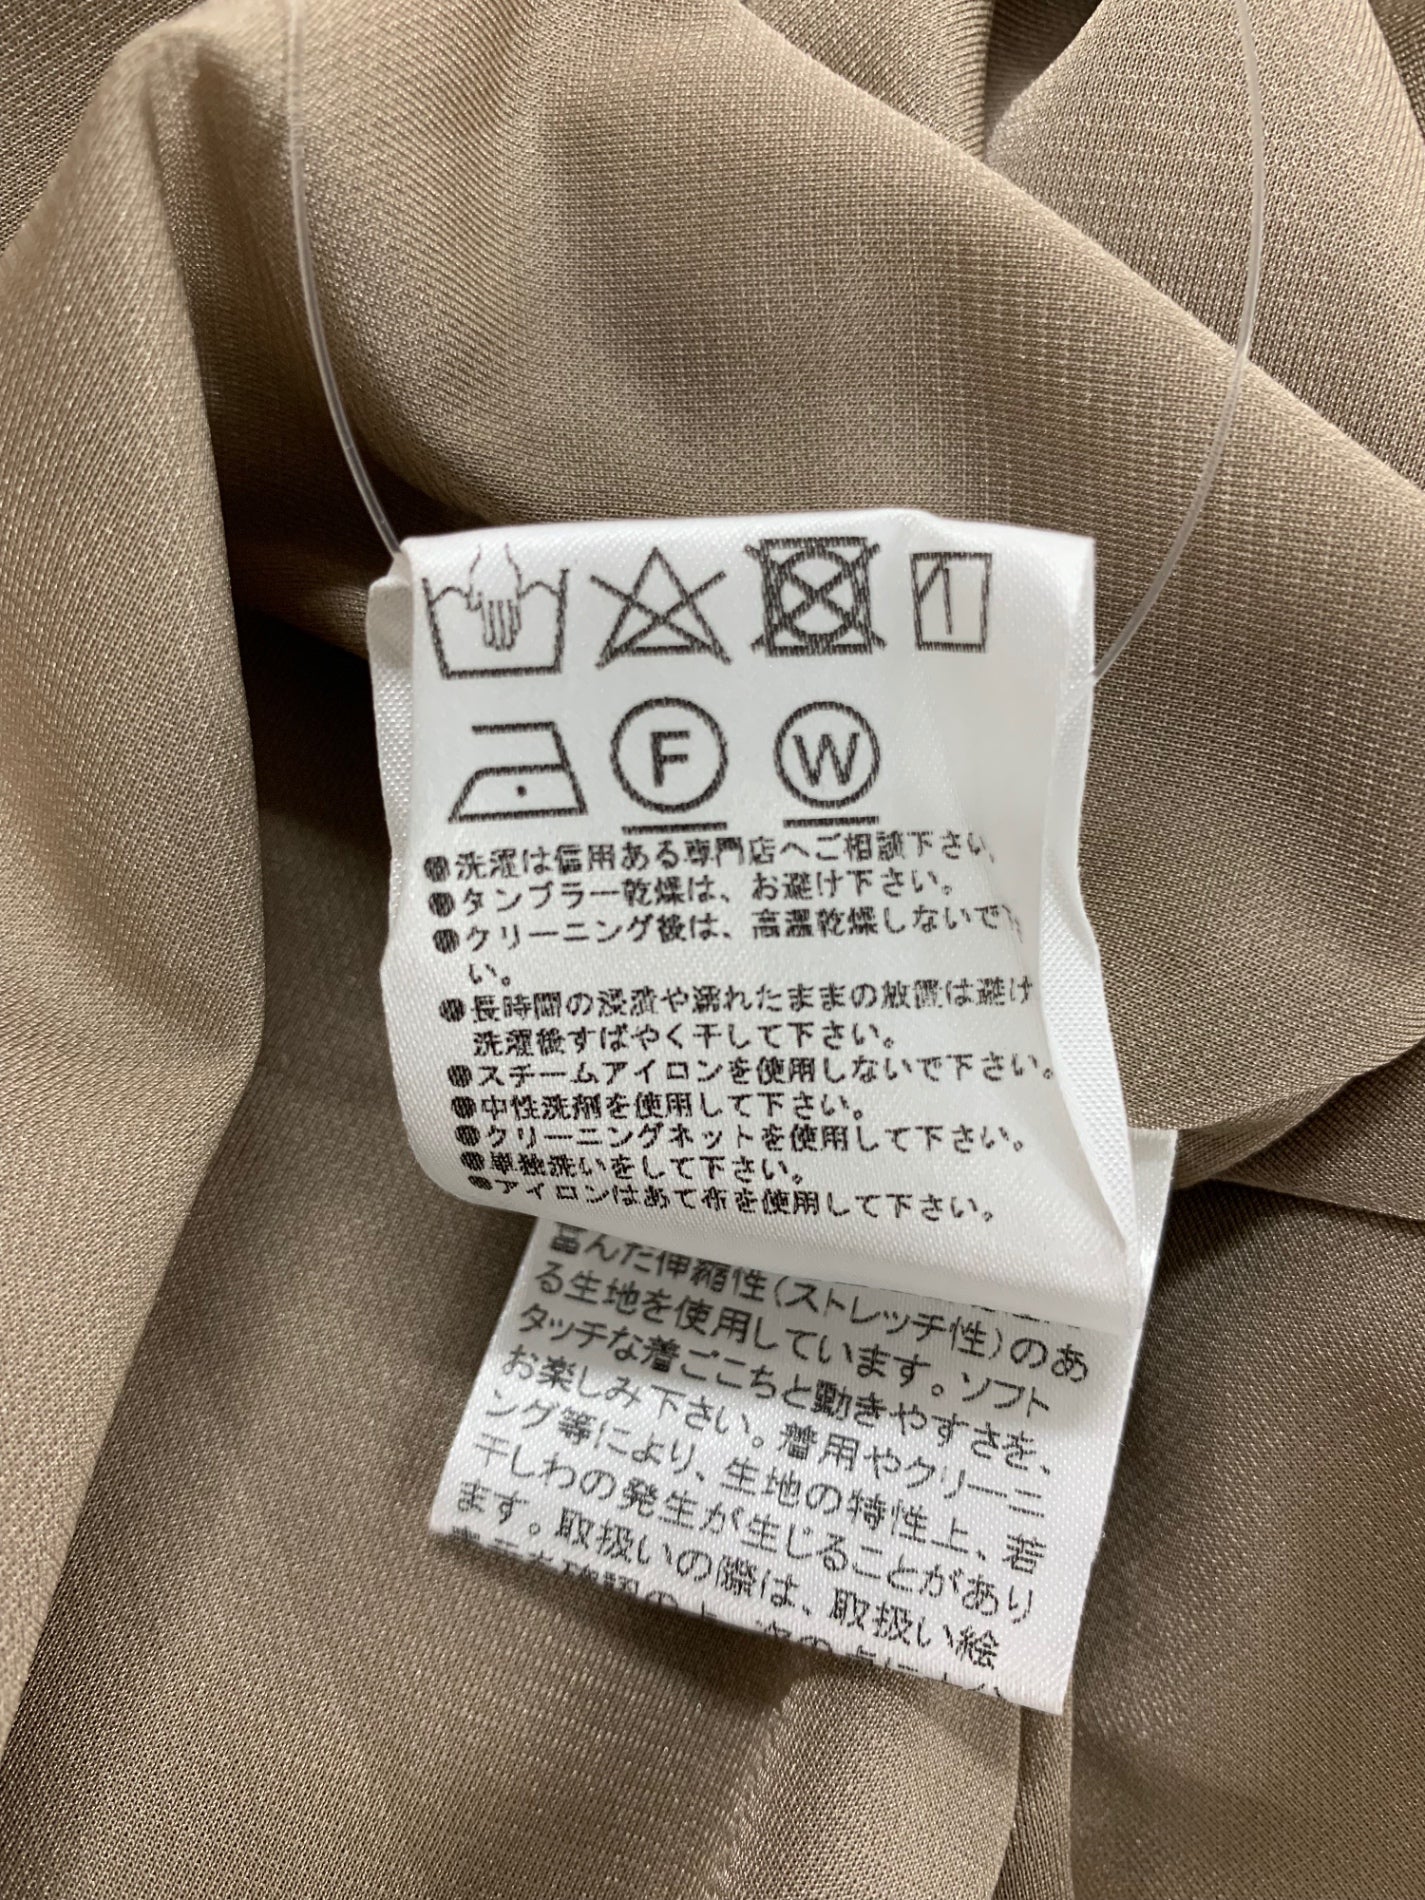 F W
●洗濯は信用ある専門店へご相談下さい
●タンブラー乾燥は、お避け下さい。
●クリーニング後は、高温乾燥しないで下
い。
●長時間の浸漬や濡れたままの放置は避け
洗濯後すばやく干して下さい。
●スチームアイロンを使用しないで下さい。
●中性洗剤を使用して下さい。
●クリーニングネットを使用して下さい。
●単独洗いをして下さい。
●アイロンはあて布を使用して下さい。
富んだ伸縮性(ストレッチ性)のあ
る生地を使用しています。ソフト
タッチな着ごこちと動きやすさを、
お楽しみ下さい。着用やクリーニ
ング等により、生地の特性上、若
干しわの発生が生じることがあり
ます。取扱いの際は、取扱い絵